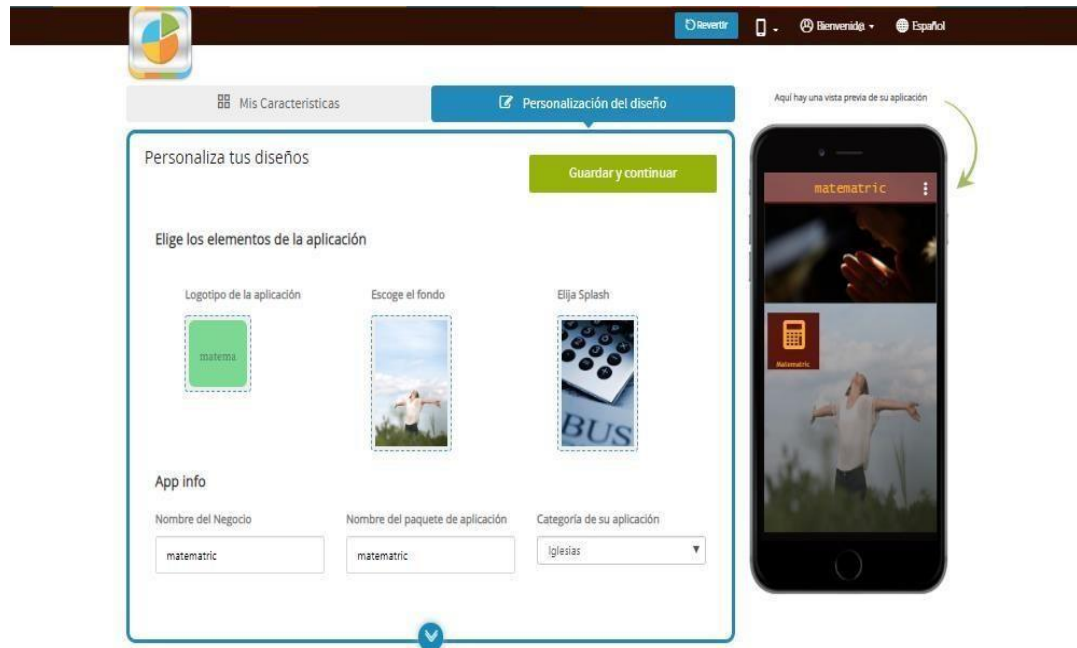 Revertir
Bienvenid@
Español
Mis Caracteristicas
Personalización del diseño
Aquí hay una vista previa de su aplicación
Personaliza tus diseños
Guardar y continuar
matematric
Elige los elementos de la aplicación
Logotipo de la aplicación
Escoge el fondo
Elija Splash
matema
BUS
Matematric
App info
Nombre del Negocio
Nombre del paquete de aplicación
Categoría de su aplicación
matematric
matematric
Iglesias